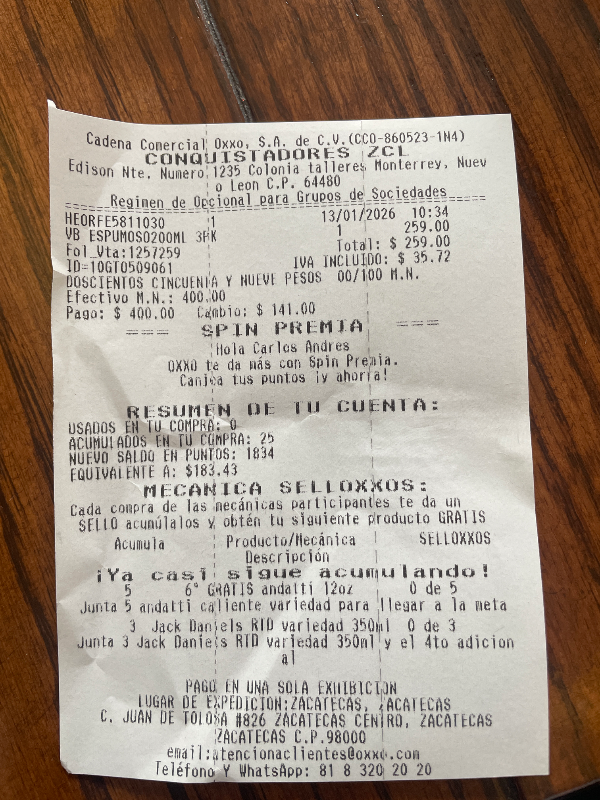 Cadena Comercial Oxxo, S.A. de C.V.(CCO-860523-1N4)
CONQUISTADORES ZCL
Edison Nte. Numero 1235 Colonia talleres Monterrey, Nuev
o Leon C.P. 64480
Regimen de Opcional para Grupos de Sociedades
HEORFE5811030 1 13/01/2026 10:34
VB ESPUMOSO200ML 3PK 1 259.00
Fol_Vta:1257259 Total: $ 259.00
ID=10GTO509061 IVA INCLUIDO: $ 35.72
DOSCIENTOS CINCUENTA Y NUEVE PESOS 00/100 M.N.
Efectivo M.N.: 400.00
Pago: $ 400.00 Cambio: $ 141.00
=== SPIN PREMIA ===
Hola Carlos Andres
OXXO te da más con Spin Premia.
Canjea tus puntos ¡y ahorra!
RESUMEN DE TU CUENTA:
USADOS EN TU COMPRA: 0
ACUMULADOS EN TU COMPRA: 25
NUEVO SALDO EN PUNTOS: 1834
EQUIVALENTE A: $183.43
MECANICA SELLOXXOS:
Cada compra de las mecánicas participantes te da un
SELLO acumúlalos y obtén tu siguiente producto GRATIS
Acumula Producto/Mecánica SELLOXXOS
Descripción
¡Ya casi sigue acumulando!
5 6° GRATIS andatti 12oz 0 de 5
Junta 5 andatti caliente variedad para llegar a la meta
3 Jack Daniels RTD variedad 350ml 0 de 3
Junta 3 Jack Daniels RTD variedad 350ml y el 4to adicion
al
PAGO EN UNA SOLA EXHIBICION
LUGAR DE EXPEDICION:ZACATECAS, ZACATECAS
C. JUAN DE TOLOSA #826 ZACATECAS CENTRO, ZACATECAS
ZACATECAS C.P.98000
email:atencionaclientes@oxxo.com
Teléfono Y WhatsApp: 81 8 320 20 20